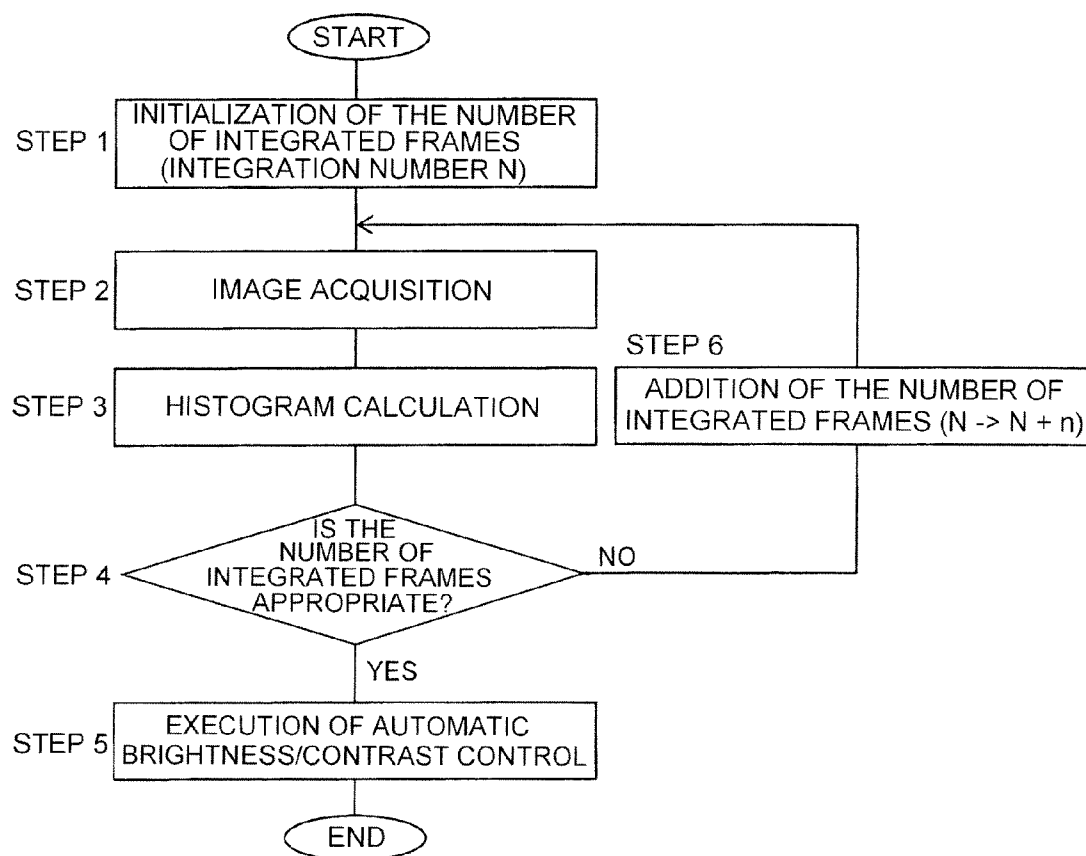 START
STEP 1
INITIALIZATION OF THE NUMBER
OF INTEGRATED FRAMES
(INTEGRATION NUMBER N)
STEP 2
IMAGE ACQUISITION
STEP 3
HISTOGRAM CALCULATION
STEP 6
ADDITION OF THE NUMBER OF
INTEGRATED FRAMES (N -> N + n)
STEP 4
IS THE
NUMBER OF
INTEGRATED FRAMES
APPROPRIATE?
NO
YES
STEP 5
EXECUTION OF AUTOMATIC
BRIGHTNESS/CONTRAST CONTROL
END